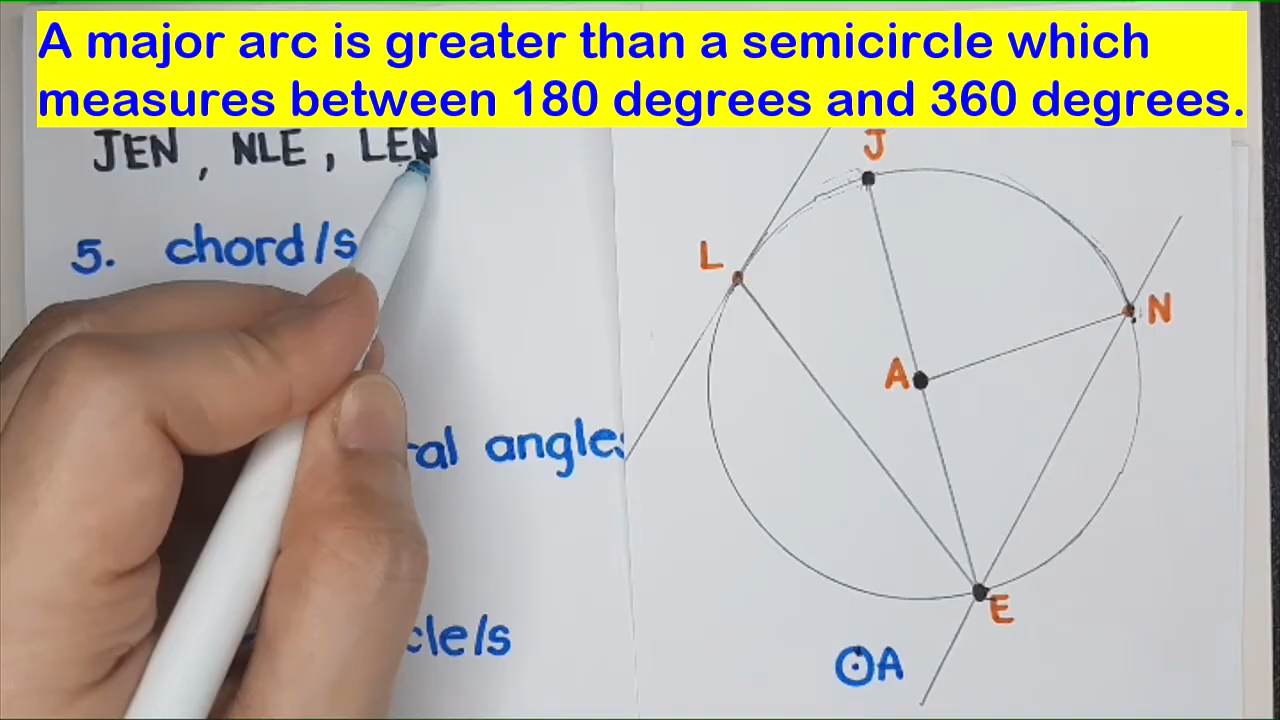 A major arc is greater than a semicircle which
measures between 180 degrees and 360 degrees.
JEN , NLE , LEN
5. chord/s
ral angles
cle/s
J
L
N
A
E
⊙A